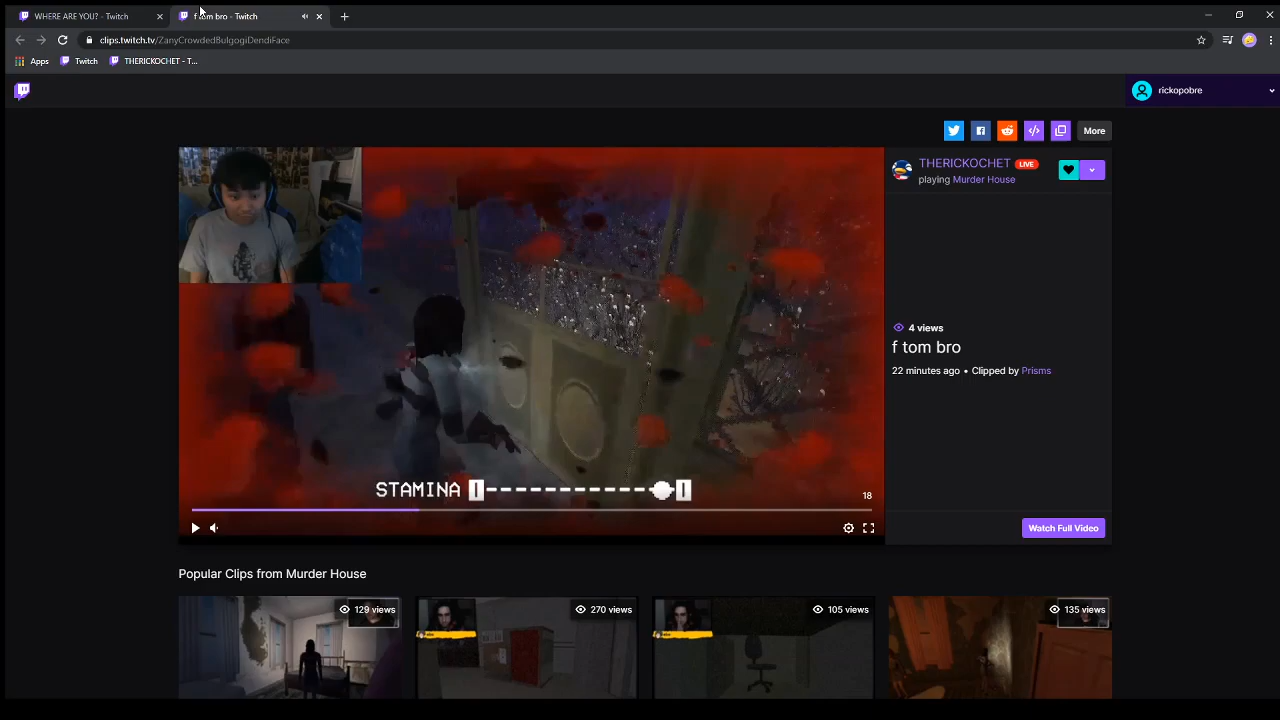 WHERE ARE YOU? - Twitch
f tom bro - Twitch
clips.twitch.tv/ZanyCrowdedBulgogiDendiFace
Apps
Twitch
THERICKOCHET - T...
rickopobre
More
THERICKOCHET LIVE
playing Murder House
4 views
f tom bro
22 minutes ago • Clipped by Prisms
STAMINA
18
Watch Full Video
Popular Clips from Murder House
129 views
270 views
105 views
135 views